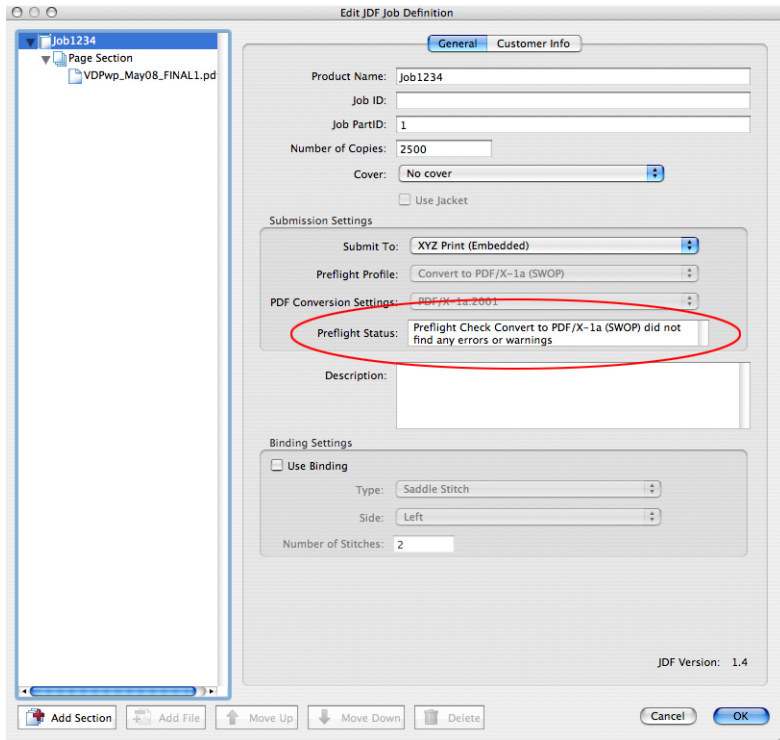 Edit JDF Job Definition
Job1234
Page Section
VDPwp_May08_FINAL1.pd
General Customer Info
Product Name: Job1234
Job ID:
Job PartID: 1
Number of Copies: 2500
Cover: No cover
Use Jacket
Submission Settings
Submit To: XYZ Print (Embedded)
Preflight Profile: Convert to PDF/X-1a (SWOP)
PDF Conversion Settings: PDF/X-1a:2001
Preflight Status: Preflight Check Convert to PDF/X-1a (SWOP) did not
find any errors or warnings
Description:
Binding Settings
Use Binding
Type: Saddle Stitch
Side: Left
Number of Stitches: 2
JDF Version: 1.4
Add Section Add File Move Up Move Down Delete Cancel OK